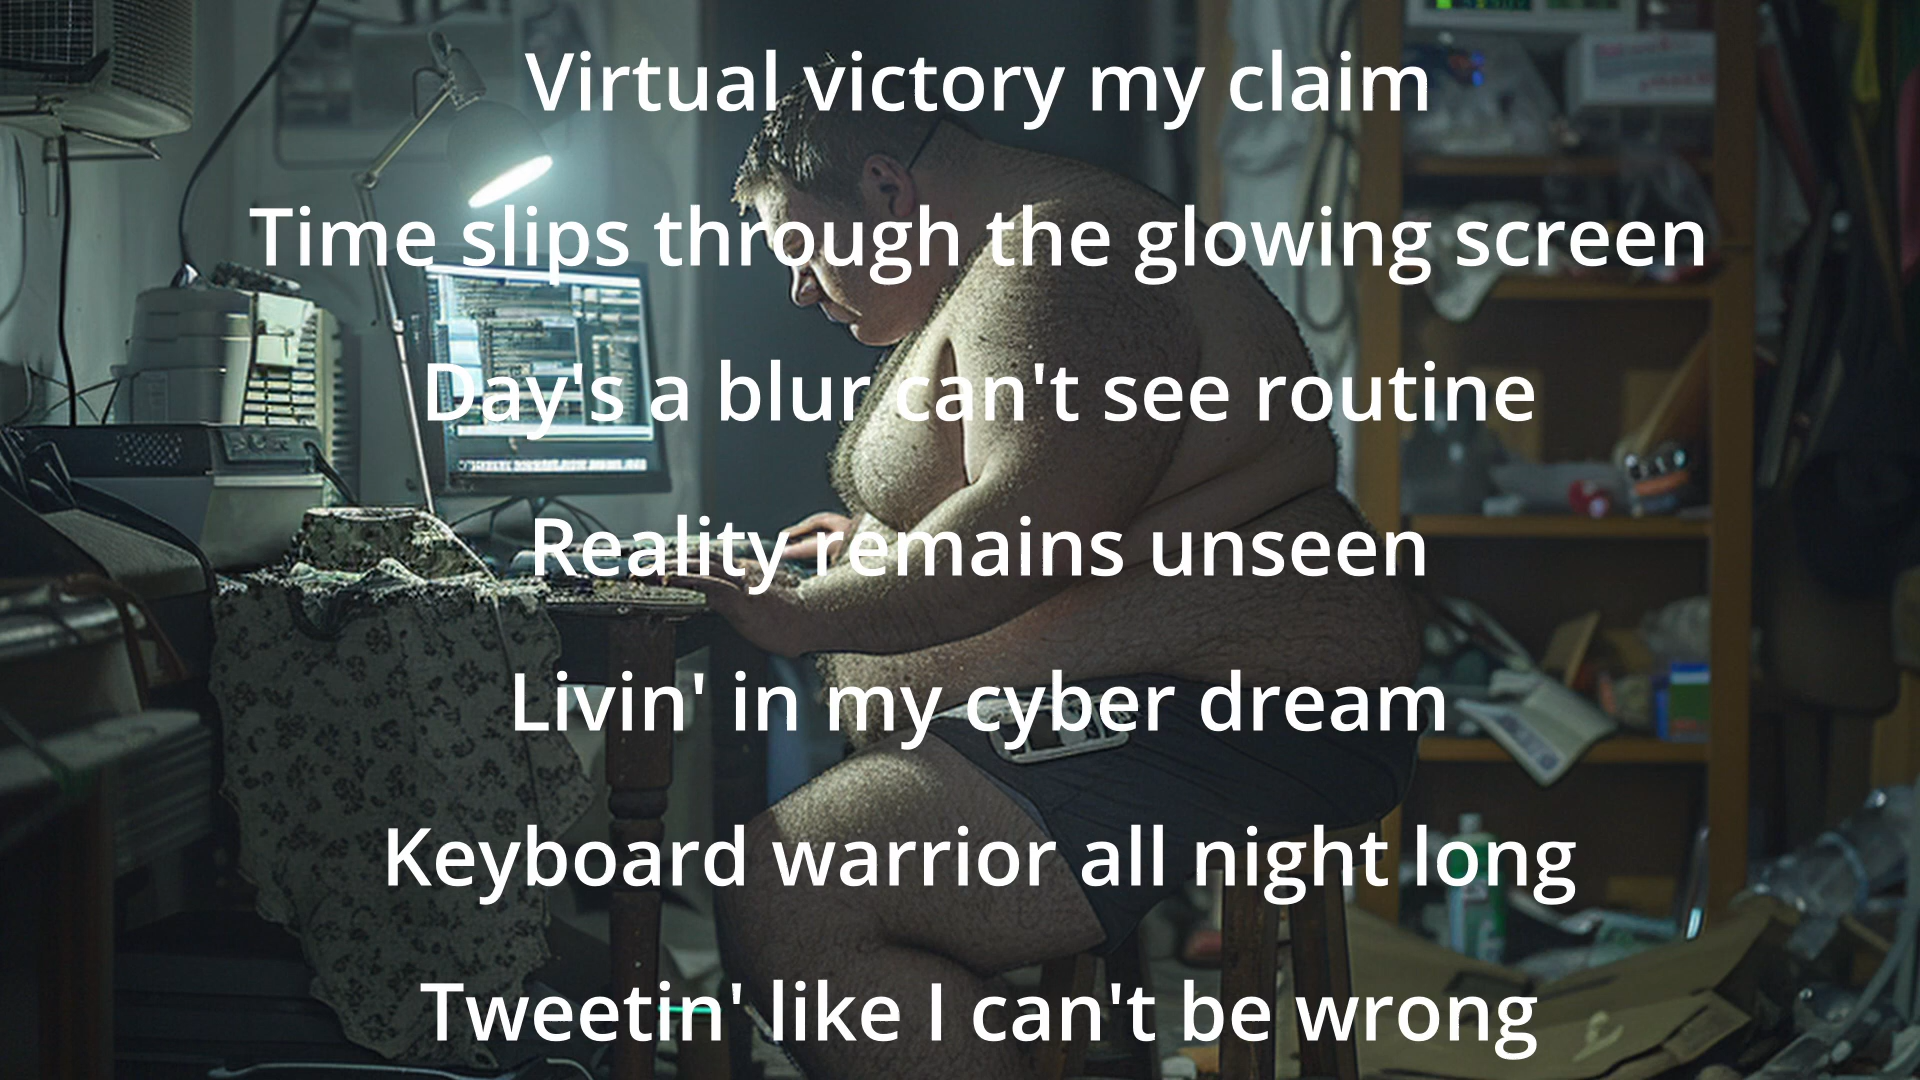 Virtual victory my claim
Time slips through the glowing screen
Day's a blur can't see routine
Reality remains unseen
Livin' in my cyber dream
Keyboard warrior all night long
Tweetin' like I can't be wrong